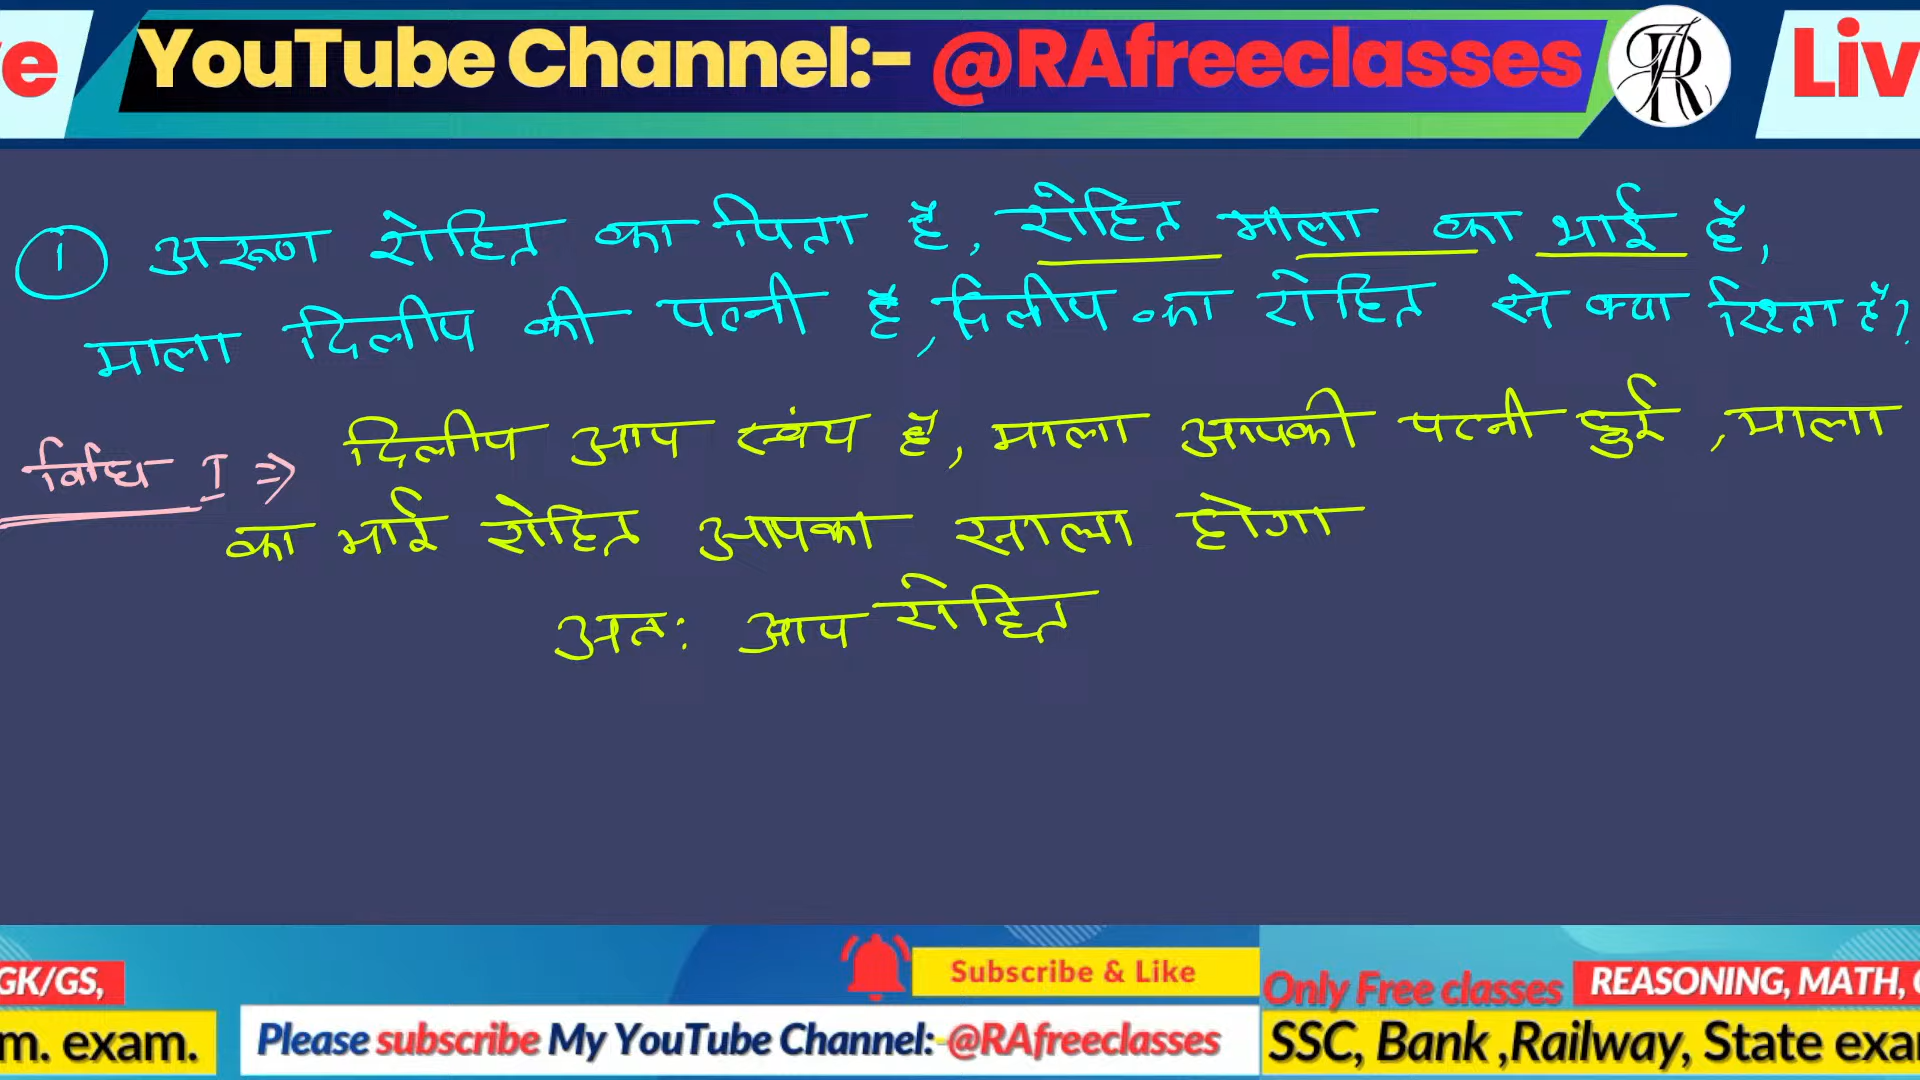 e
YouTube Channel:- @RAfreeclasses
Liv
① अरूण रोहित का पिता है, रोहित माला का भाई है,
माला दिलीप की पत्नी है, दिलीप का रोहित से क्या रिश्ता है?
विधि I ⇒ दिलीप आप स्वंय है, माला आपकी पत्नी हुई, माला
का भाई रोहित आपका साला होगा
अतः आप रोहित
GK/GS,
m. exam.
Subscribe & Like
Please subscribe My YouTube Channel:-@RAfreeclasses
Only Free classes
REASONING, MATH,
SSC, Bank ,Railway, State exa